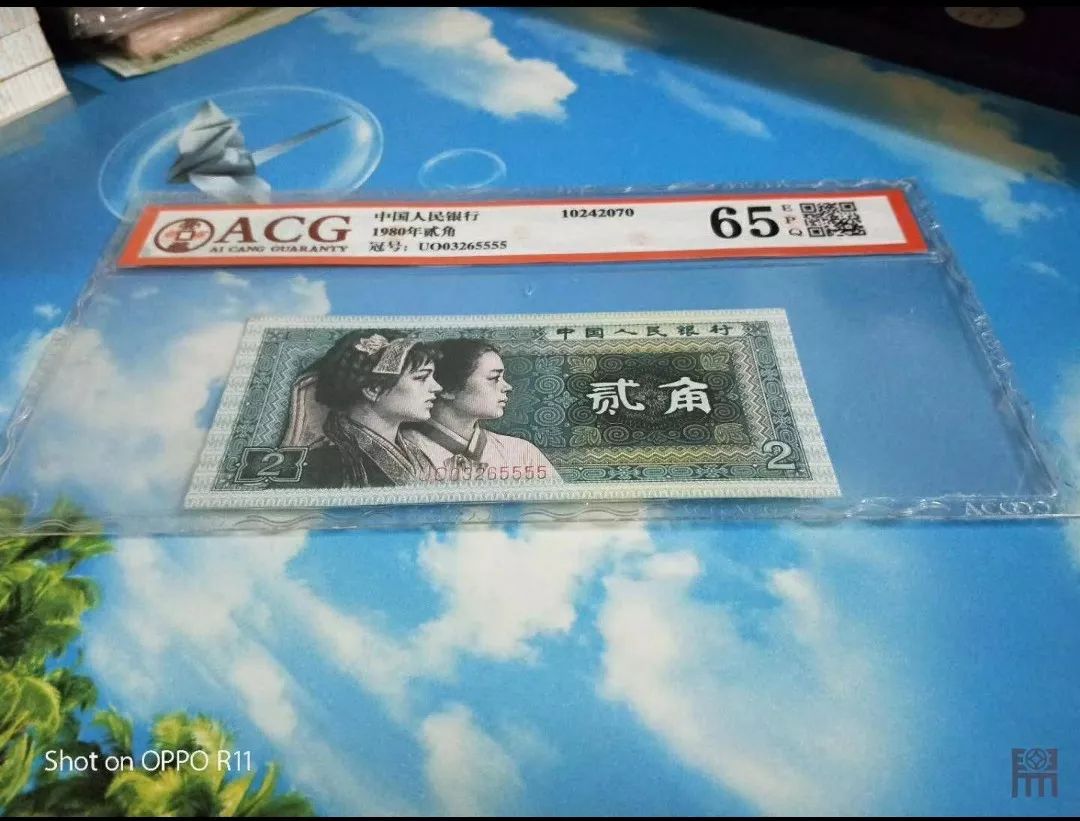 ACG
AI CANG GUARANTY
中国人民银行
1980年贰角
冠号: UO03265555
10242070
65
E
P
Q
中国人民银行
贰角
2
UO03265555
2
Shot on OPPO R11